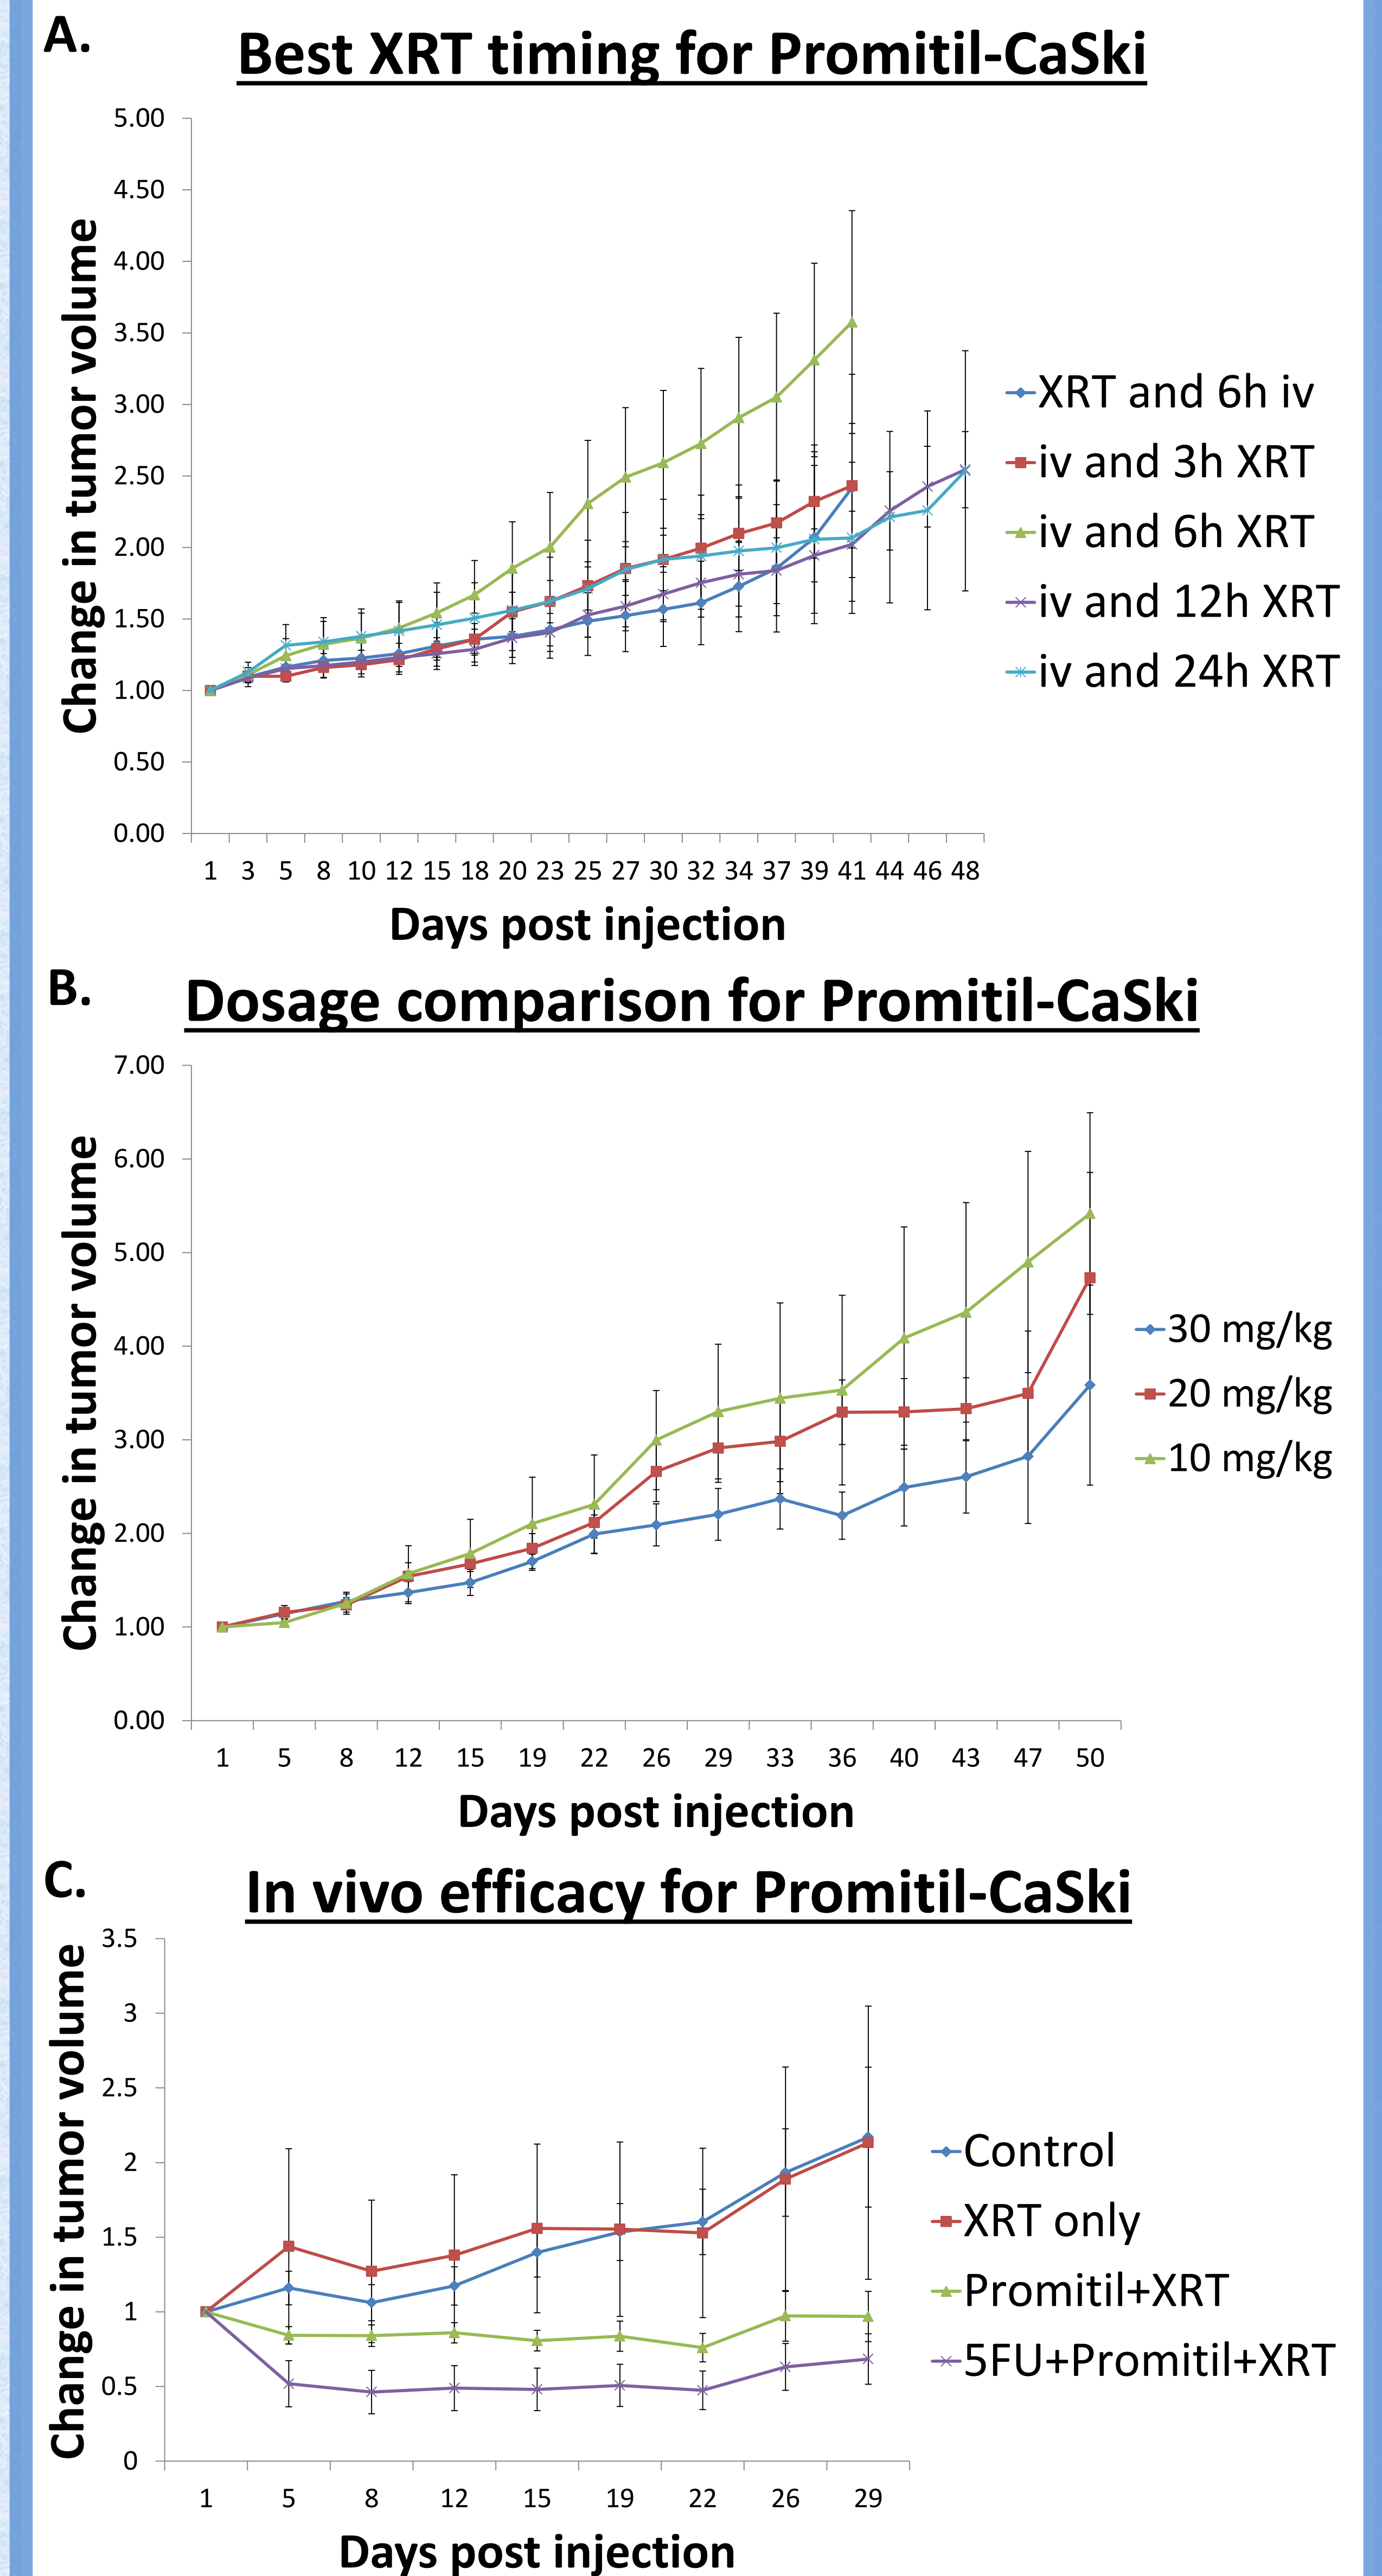 A.
Best XRT timing for Promitil-CaSki
5.00
4.50
4.00
3.50
3.00
2.50
2.00
1.50
1.00
0.50
0.00
Change in tumor volume
1 3 5 8 10 12 15 18 20 23 25 27 30 32 34 37 39 41 44 46 48
Days post injection
XRT and 6h iv
iv and 3h XRT
iv and 6h XRT
iv and 12h XRT
iv and 24h XRT
B.
Dosage comparison for Promitil-CaSki
7.00
6.00
5.00
4.00
3.00
2.00
1.00
0.00
Change in tumor volume
1 5 8 12 15 19 22 26 29 33 36 40 43 47 50
Days post injection
30 mg/kg
20 mg/kg
10 mg/kg
C.
In vivo efficacy for Promitil-CaSki
3.5
3
2.5
2
1.5
1
0.5
0
Change in tumor volume
1 5 8 12 15 19 22 26 29
Days post injection
Control
XRT only
Promitil+XRT
5FU+Promitil+XRT